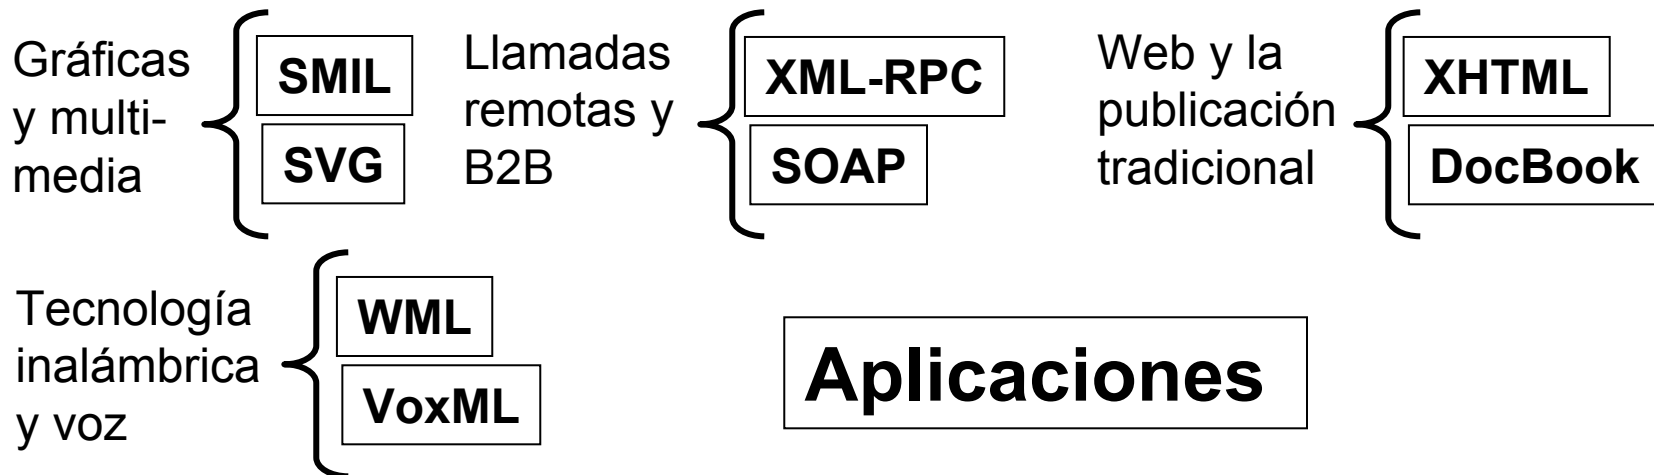 Gráficas
y multi-
media
SMIL
SVG
Llamadas
remotas y
B2B
XML-RPC
SOAP
Web y la
publicación
tradicional
XHTML
DocBook
Tecnología
inalámbrica
y voz
WML
VoxML
Aplicaciones